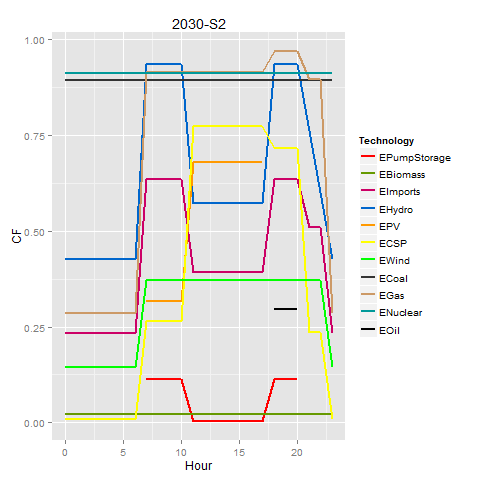 2030-S2
1.00
0.75
0.50
0.25
0.00
CF
0
5
10
15
20
Hour
Technology
EPumpStorage
EBiomass
EImports
EHydro
EPV
ECSP
EWind
ECoal
EGas
ENuclear
EOil